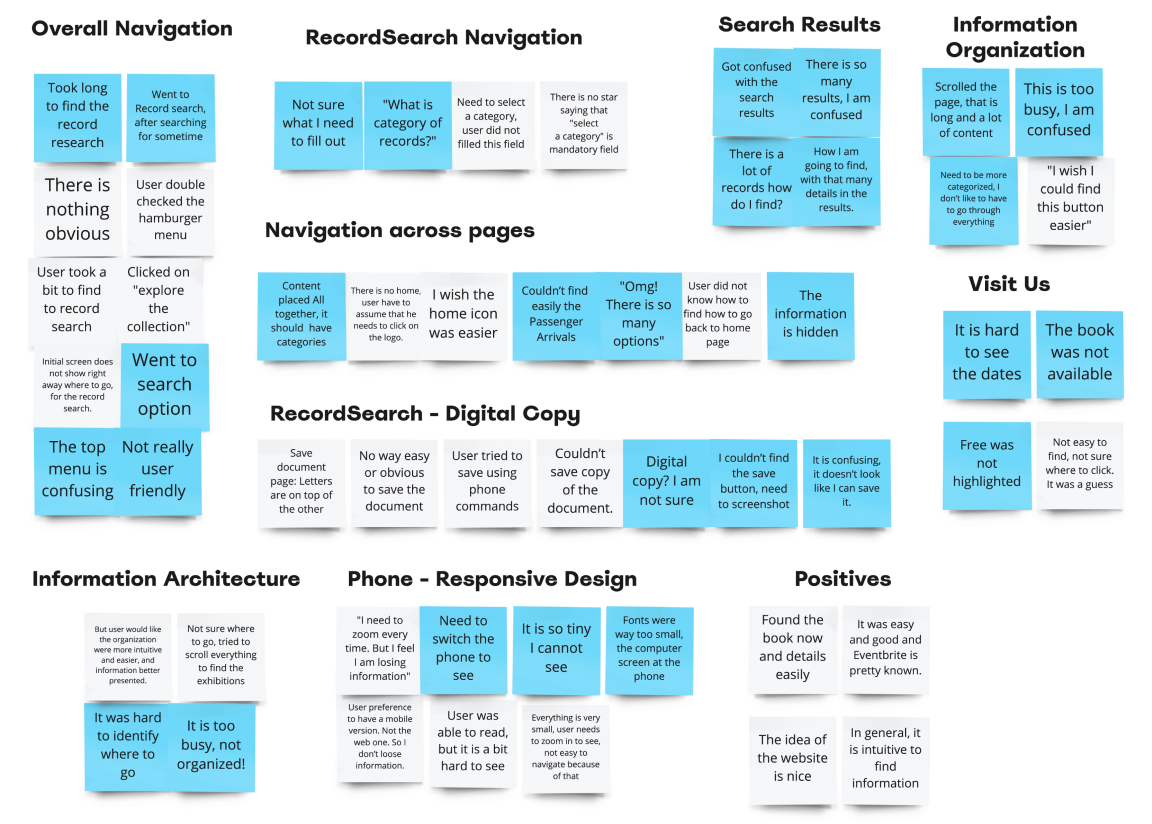 Overall Navigation
Took long
to find the
record
research
Went to
Record search,
after searching
for sometime
There is
nothing
obvious
User double
checked the
hamburger
menu
User took a
bit to find
to record
search
Clicked on
"explore
the
collection"
Initial screen does
not show right
away where to go,
for the record
search.
Went to
search
option
The top
menu is
confusing
Not really
user
friendly
RecordSearch Navigation
Not sure
what I need
to fill out
"What is
category of
records?"
Need to select
a category,
user did not
filled this field
There is no star
saying that
"select
a category" is
mandatory field
Navigation across pages
Content
placed All
together, it
should have
categories
There is no home,
user have to
assume that he
needs to click on
the logo.
I wish the
home icon
was easier
Couldn't find
easily the
Passenger
Arrivals
"Omg!
There is so
many
options"
User did not
know how to
find how to go
back to home
page
The
information
is hidden
RecordSearch - Digital Copy
Save
document
page: Letters
are on top of
the other
No way easy
or obvious
to save the
document
User tried to
save using
phone
commands
Couldn't
save copy
of the
document.
Digital
copy? I am
not sure
I couldn't find
the save
button, need
to screenshot
It is confusing,
it doesn't look
like I can save
it.
Search Results
Got confused
with the
search
results
There is so
many
results, I am
confused
There is a
lot of
records how
do I find?
How I am
going to find,
with that many
details in the
results.
Information
Organization
Scrolled the
page, that is
long and a lot
of content
This is too
busy, I am
confused
Need to be more
categorized, I
don't like to have
to go through
everything
"I wish I
could find
this button
easier"
Visit Us
It is hard
to see
the dates
The book
was not
available
Free was
not
highlighted
Not easy to
find, not sure
where to click.
It was a guess
Information Architecture
But user would like
the organization
were more intuitive
and easier, and
information better
presented.
Not sure where
to go, tried to
scroll everything
to find the
exhibitions
It was hard
to identify
where to
go
It is too
busy, not
organized!
Phone - Responsive Design
"I need to
zoom every
time. But I feel
I am losing
information"
Need to
switch the
phone to
see
It is so tiny
I cannot
see
Fonts were
way too small,
the computer
screen at the
phone
User preference
to have a mobile
version. Not the
web one. So I
don't loose
information.
User was
able to read,
but it is a bit
hard to see
Everything is very
small, user needs
to zoom in to see,
not easy to
navigate because
of that
Positives
Found the
book now
and details
easily
It was easy
and good and
Eventbrite is
pretty known.
The idea of
the website
is nice
In general, it
is intuitive to
find
information